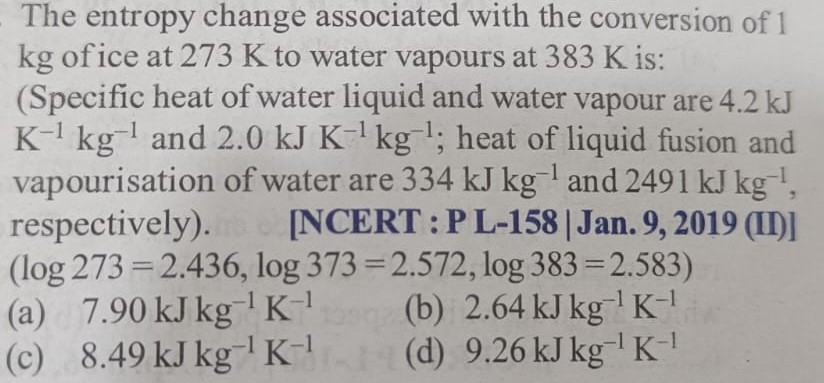 The entropy change associated with the conversion of 1
kg of ice at 273 K to water vapours at 383 K is:
(Specific heat of water liquid and water vapour are 4.2 kJ
K⁻¹ kg⁻¹ and 2.0 kJ K⁻¹ kg⁻¹; heat of liquid fusion and
vapourisation of water are 334 kJ kg⁻¹ and 2491 kJ kg⁻¹,
respectively). [NCERT : P L-158 | Jan. 9, 2019 (II)]
(log 273 = 2.436, log 373 = 2.572, log 383 = 2.583)
(a) 7.90 kJ kg⁻¹ K⁻¹ (b) 2.64 kJ kg⁻¹ K⁻¹
(c) 8.49 kJ kg⁻¹ K⁻¹ (d) 9.26 kJ kg⁻¹ K⁻¹